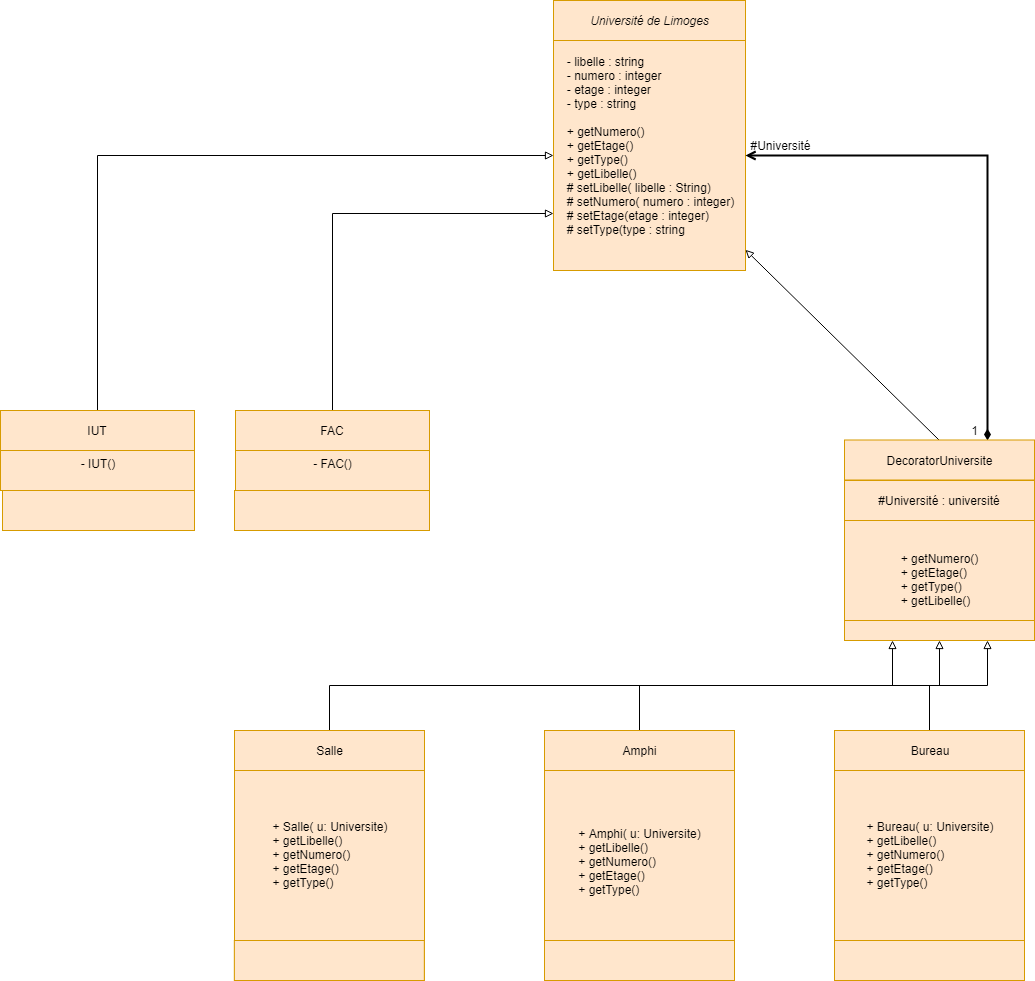 Université de Limoges
- libelle : string
- numero : integer
- etage : integer
- type : string
+ getNumero()
+ getEtage()
+ getType()
+ getLibelle()
# setLibelle( libelle : String)
# setNumero( numero : integer)
# setEtage(etage : integer)
# setType(type : string
#Université
1
IUT
- IUT()
FAC
- FAC()
DecoratorUniversite
#Université : université
+ getNumero()
+ getEtage()
+ getType()
+ getLibelle()
Salle
+ Salle( u: Universite)
+ getLibelle()
+ getNumero()
+ getEtage()
+ getType()
Amphi
+ Amphi( u: Universite)
+ getLibelle()
+ getNumero()
+ getEtage()
+ getType()
Bureau
+ Bureau( u: Universite)
+ getLibelle()
+ getNumero()
+ getEtage()
+ getType()